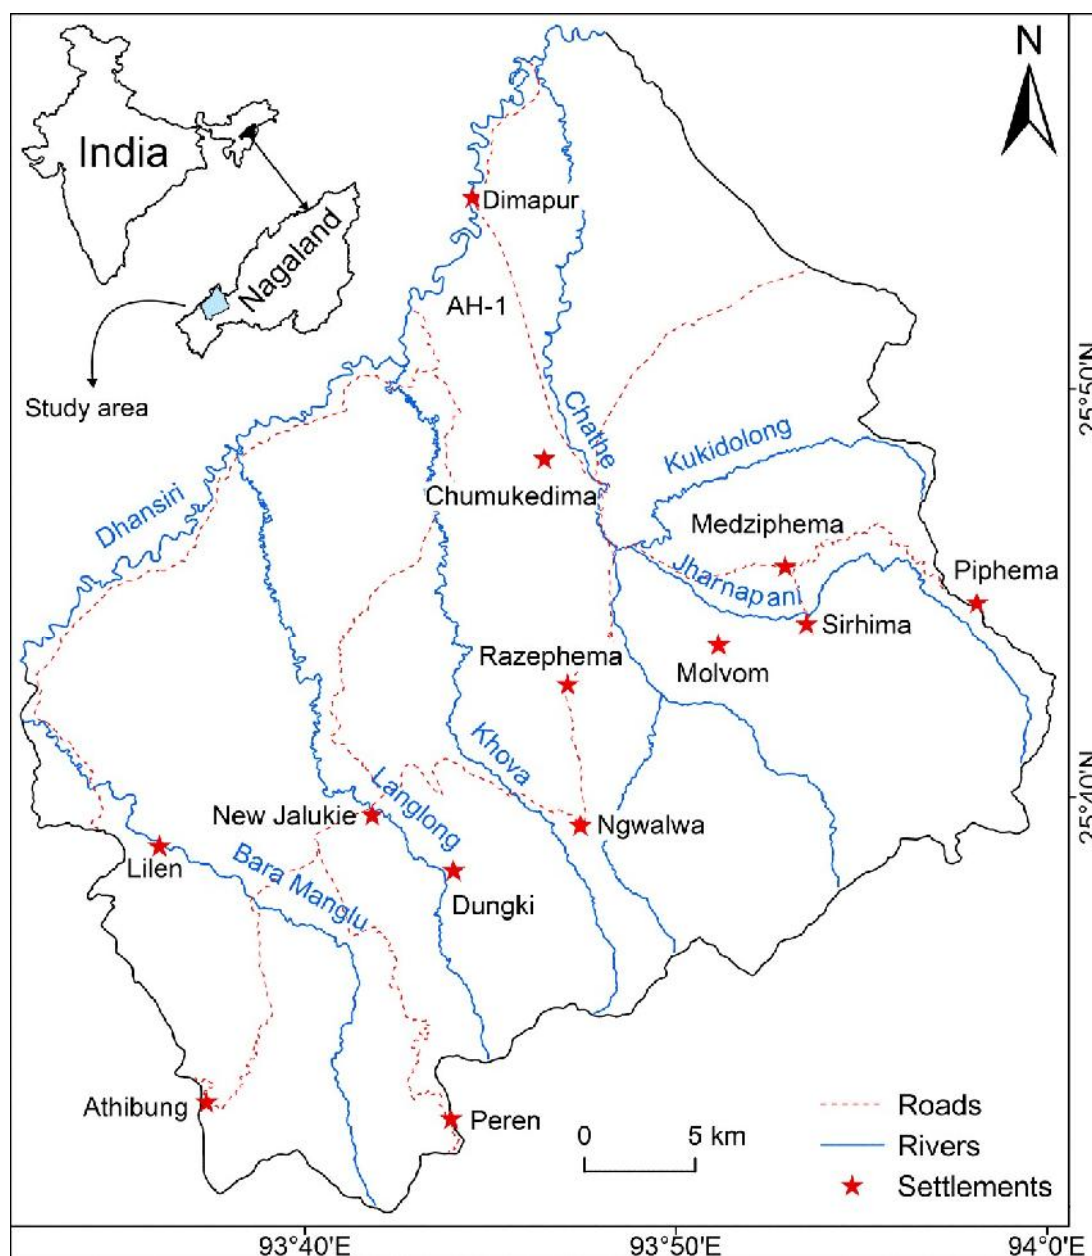 N
India
Nagaland
Study area
Dimapur
AH-1
25°50'N
Chathe
Kukidolong
Chumukedima
Dhansiri
Medziphema
Piphema
Jharnapani
Sirhima
Razephema
Molvom
Khova
25°40'N
Langlong
New Jalukie
Ngwalwa
Lilen
Bara Manglu
Dungki
Athibung
Peren
0 5 km
Roads
Rivers
Settlements
93°40'E
93°50'E
94°0'E